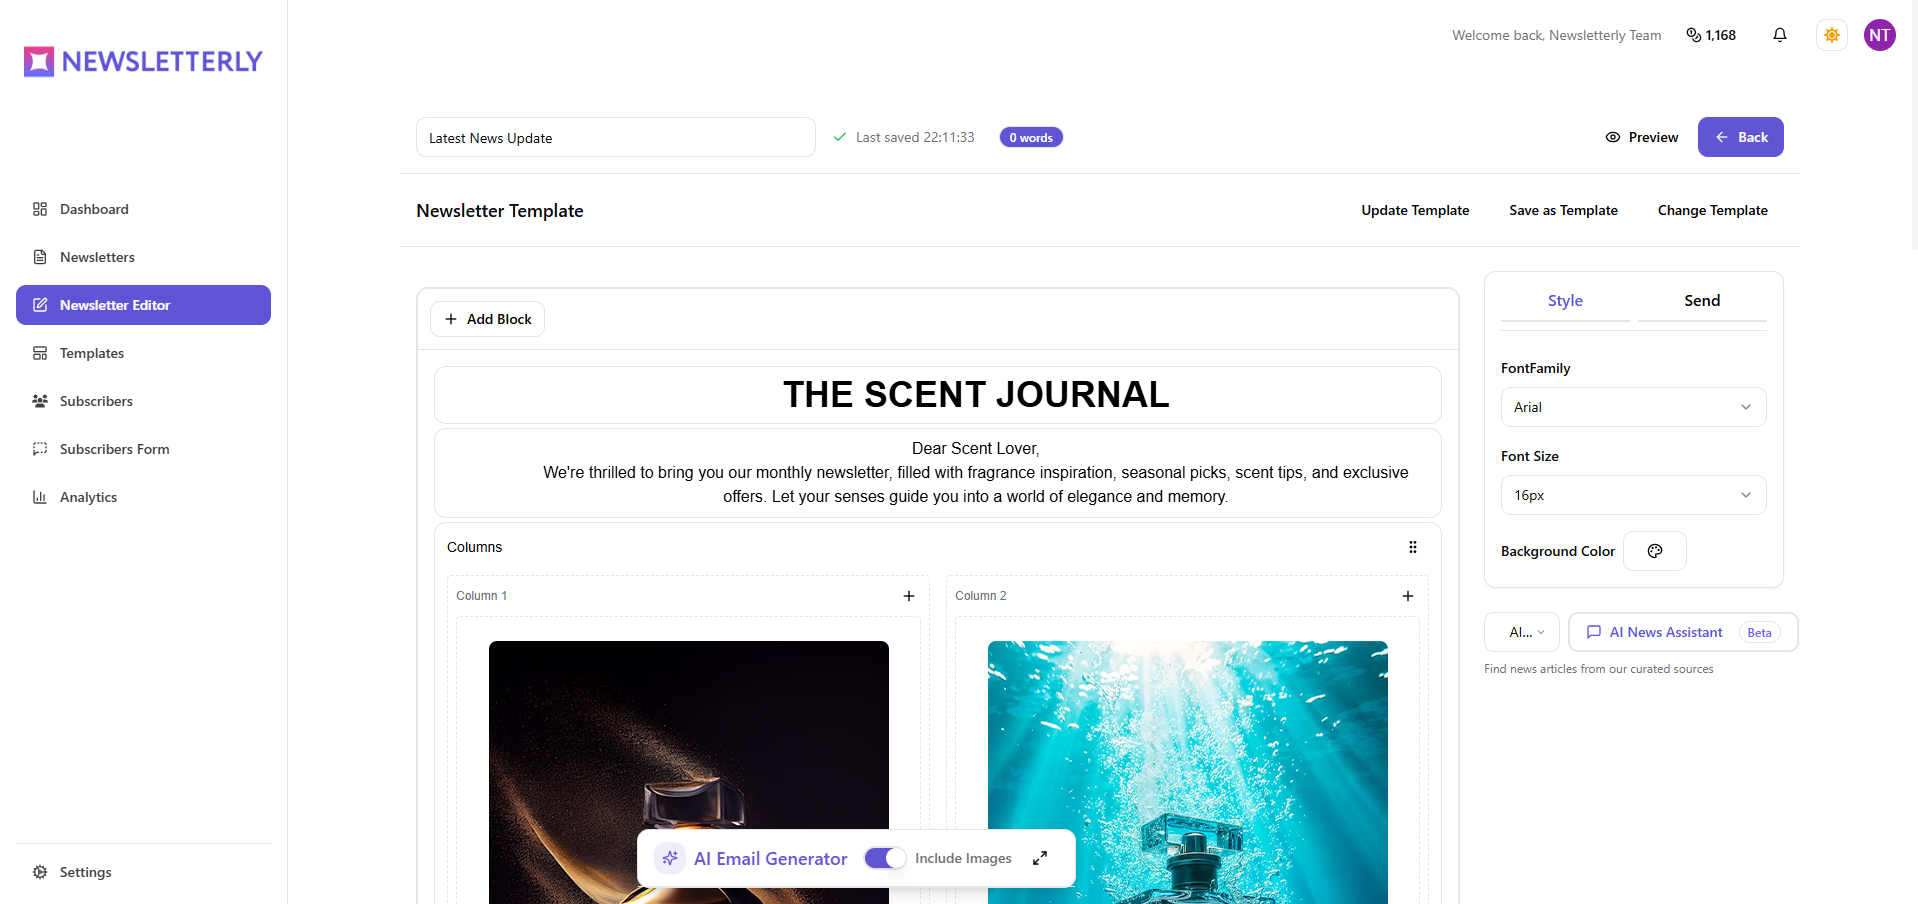 NEWSLETTERLY
Welcome back, Newsletterly Team
1,168
NT
Dashboard
Newsletters
Newsletter Editor
Templates
Subscribers
Subscribers Form
Analytics
Settings
Latest News Update
Last saved 22:11:33
0 words
Preview
Back
Newsletter Template
Update Template
Save as Template
Change Template
Add Block
THE SCENT JOURNAL
Dear Scent Lover,
We're thrilled to bring you our monthly newsletter, filled with fragrance inspiration, seasonal picks, scent tips, and exclusive
offers. Let your senses guide you into a world of elegance and memory.
Columns
Column 1
Column 2
AI Email Generator
Include Images
Style
Send
FontFamily
Arial
Font Size
16px
Background Color
AI...
AI News Assistant
Beta
Find news articles from our curated sources